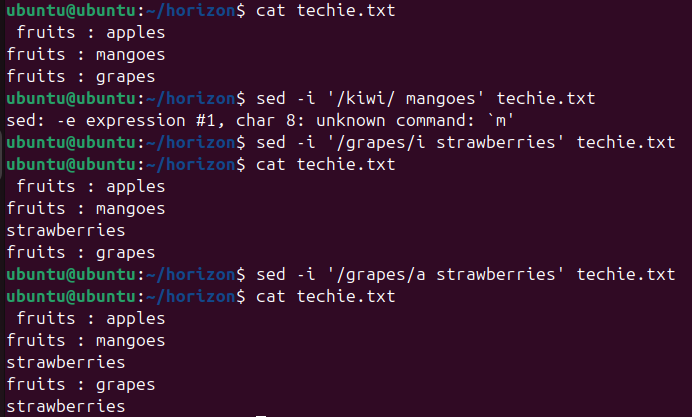 ubuntu@ubuntu:~/horizon$ cat techie.txt
 fruits : apples
fruits : mangoes
fruits : grapes
ubuntu@ubuntu:~/horizon$ sed -i '/kiwi/ mangoes' techie.txt
sed: -e expression #1, char 8: unknown command: `m'
ubuntu@ubuntu:~/horizon$ sed -i '/grapes/i strawberries' techie.txt
ubuntu@ubuntu:~/horizon$ cat techie.txt
 fruits : apples
fruits : mangoes
strawberries
fruits : grapes
ubuntu@ubuntu:~/horizon$ sed -i '/grapes/a strawberries' techie.txt
ubuntu@ubuntu:~/horizon$ cat techie.txt
 fruits : apples
fruits : mangoes
strawberries
fruits : grapes
strawberries